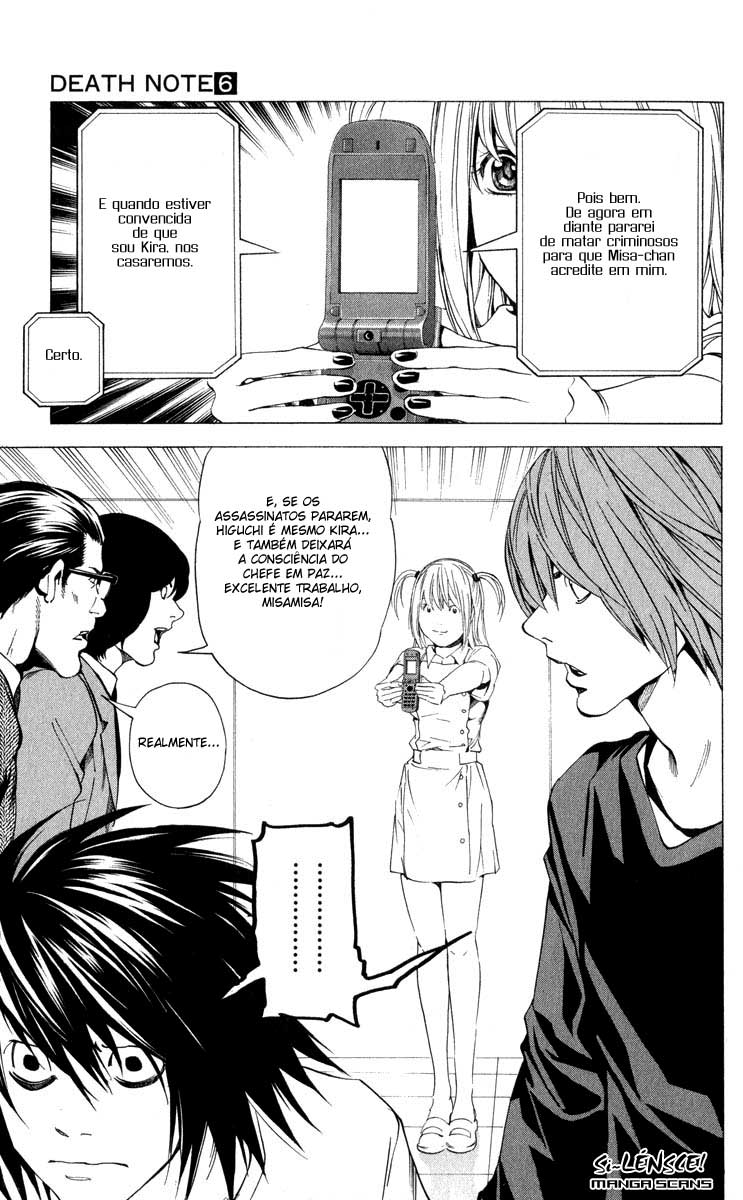 DEATH NOTE 6
Pois bem.
De agora em
diante pararei
de matar criminosos
para que Misa-chan
acredite em mim.
E quando estiver
convencida
de que
sou Kira, nos
casaremos.
Certo.
E, SE OS
ASSASSINATOS PARAREM,
HIGUCHI É MESMO KIRA...
E TAMBÉM DEIXARÁ
A CONSCIÊNCIA DO
CHEFE EM PAZ...
EXCELENTE TRABALHO,
MISAMISA!
REALMENTE...
Si~LÉNSCE!
MANGA SCANS